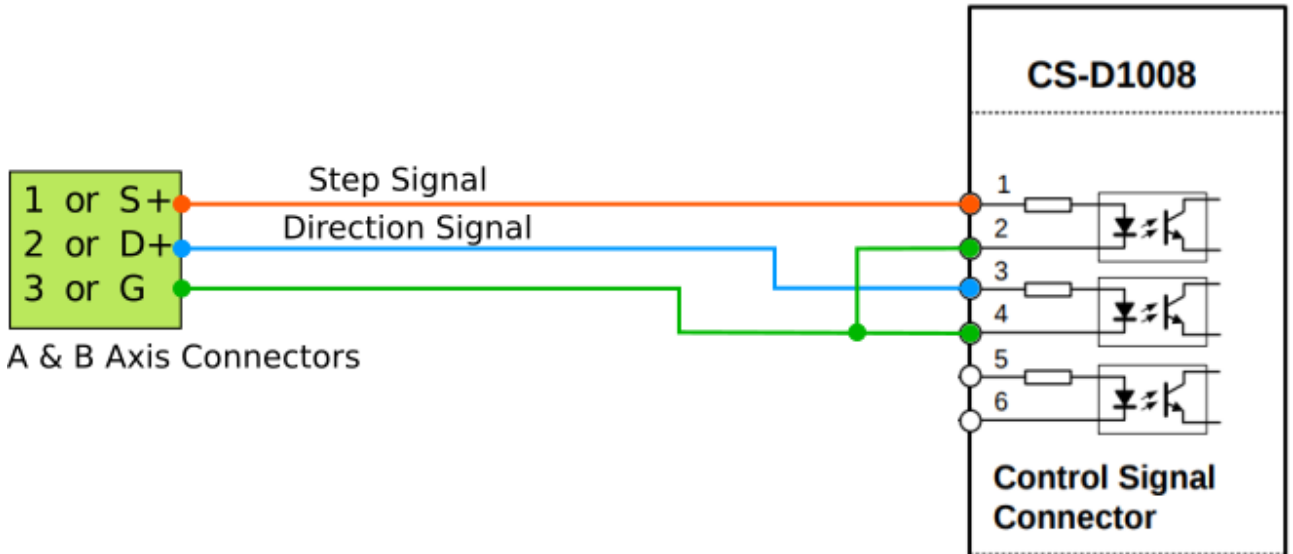 CS-D1008
Step Signal
1 or S+
Direction Signal
2 or D+
3 or G
A & B Axis Connectors
1
2
3
4
5
6
Control Signal
Connector